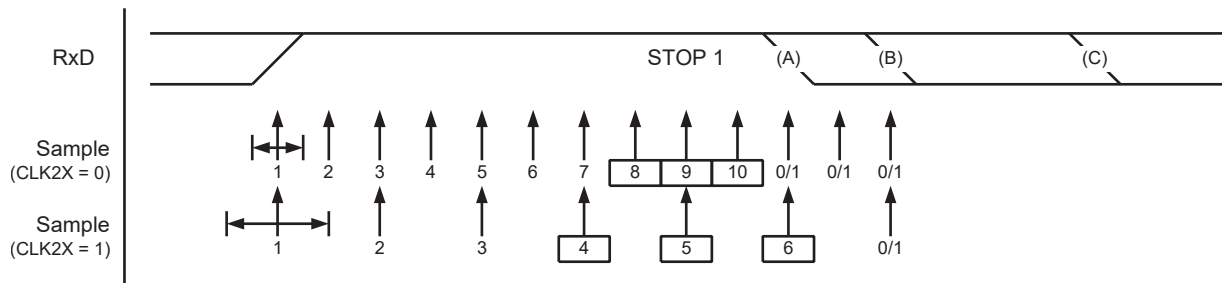 RxD STOP 1 (A) (B) (C)
Sample
(CLK2X = 0)
1 2 3 4 5 6 7 8 9 10 0/1 0/1 0/1
Sample
(CLK2X = 1)
1 2 3 4 5 6 0/1